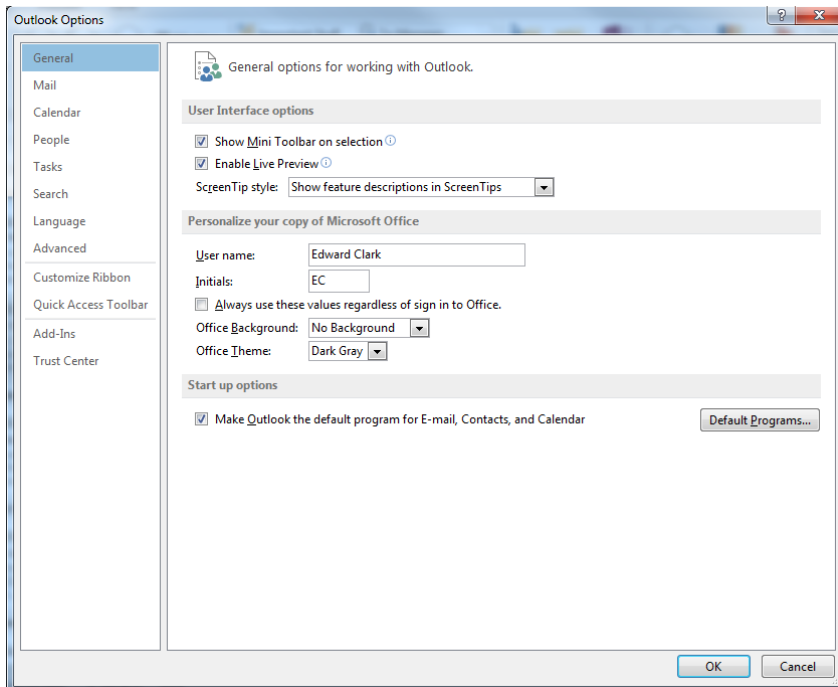 Outlook Options
General
Mail
Calendar
People
Tasks
Search
Language
Advanced
Customize Ribbon
Quick Access Toolbar
Add-Ins
Trust Center
General options for working with Outlook.
User Interface options
Show Mini Toolbar on selection
Enable Live Preview
ScreenTip style: Show feature descriptions in ScreenTips
Personalize your copy of Microsoft Office
User name: Edward Clark
Initials: EC
Always use these values regardless of sign in to Office.
Office Background: No Background
Office Theme: Dark Gray
Start up options
Make Outlook the default program for E-mail, Contacts, and Calendar Default Programs...
OK Cancel